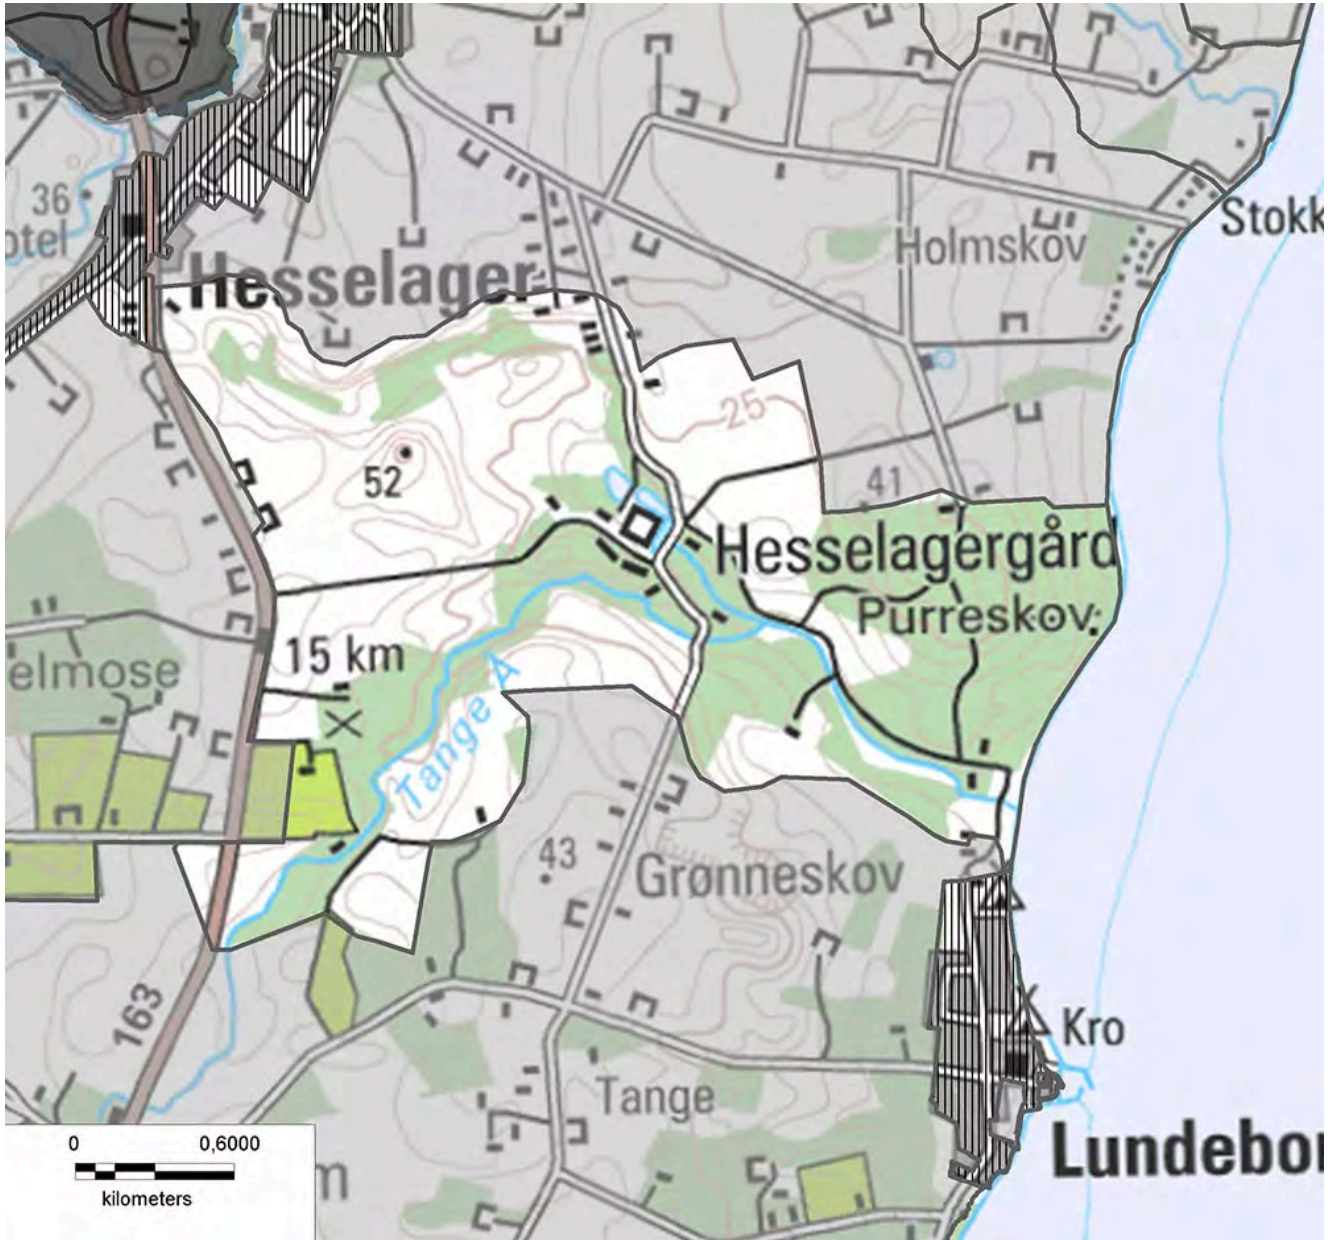 36
otel
Stokk
Holmskov
Hesselager
25
52
41
Hesselagergård
Purreskov
15 km
elmose
Tange Å
43
Grønneskov
163
Kro
Tange
Lundebor
0 0,6000
kilometers
m